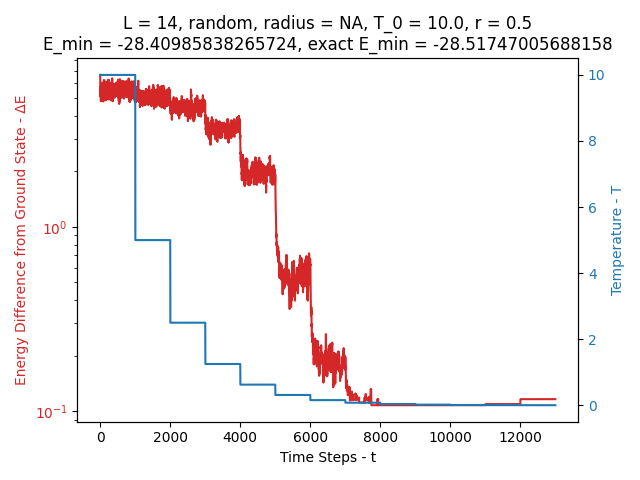 L = 14, random, radius = NA, T_0 = 10.0, r = 0.5
E_min = -28.40985838265724, exact E_min = -28.51747005688158
Energy Difference from Ground State - ΔE
10⁰
10⁻¹
10
8
6
4
2
0
Temperature - T
0 2000 4000 6000 8000 10000 12000
Time Steps - t